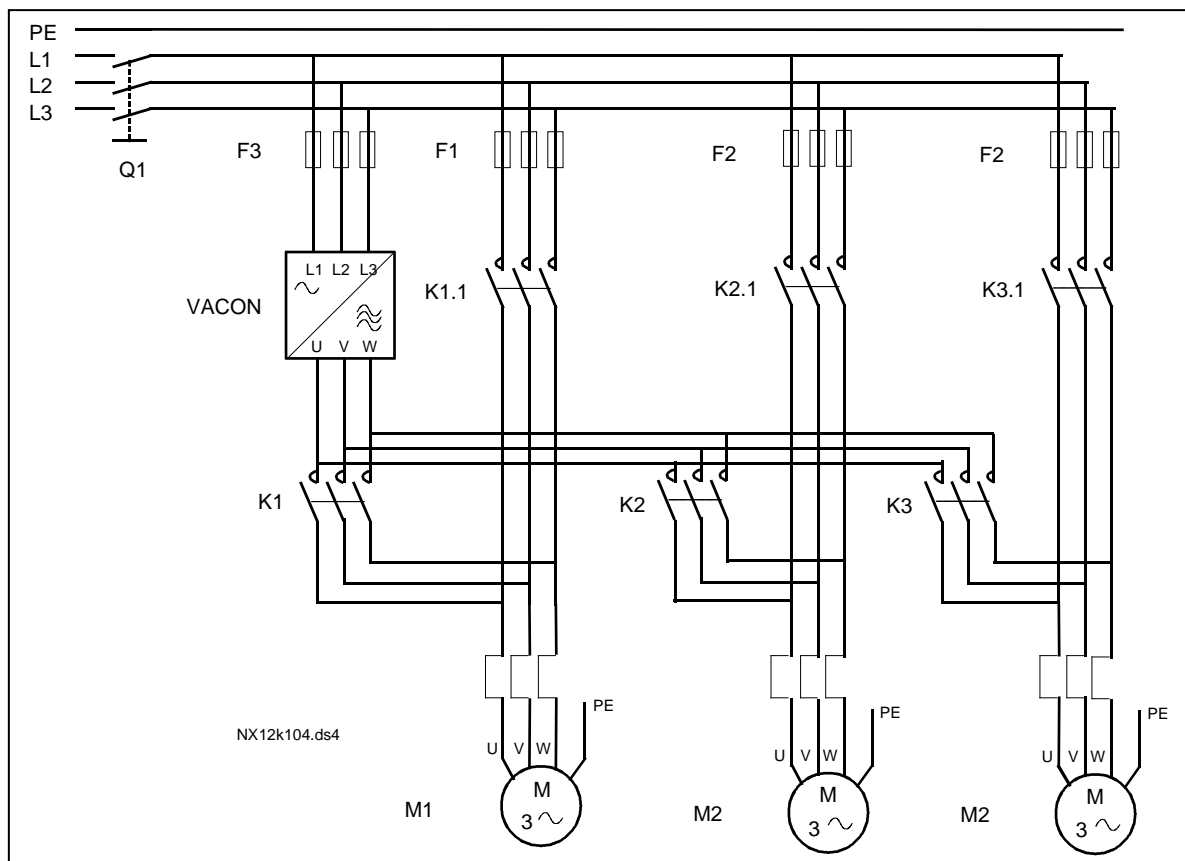 PE
L1
L2
L3
Q1
F3
F1
F2
F2
L1 L2 L3
VACON
U V W
K1.1
K2.1
K3.1
K1
K2
K3
PE
PE
PE
NX12k104.ds4
U V W
U V W
U V W
M
3
M1
M
3
M2
M
3
M2